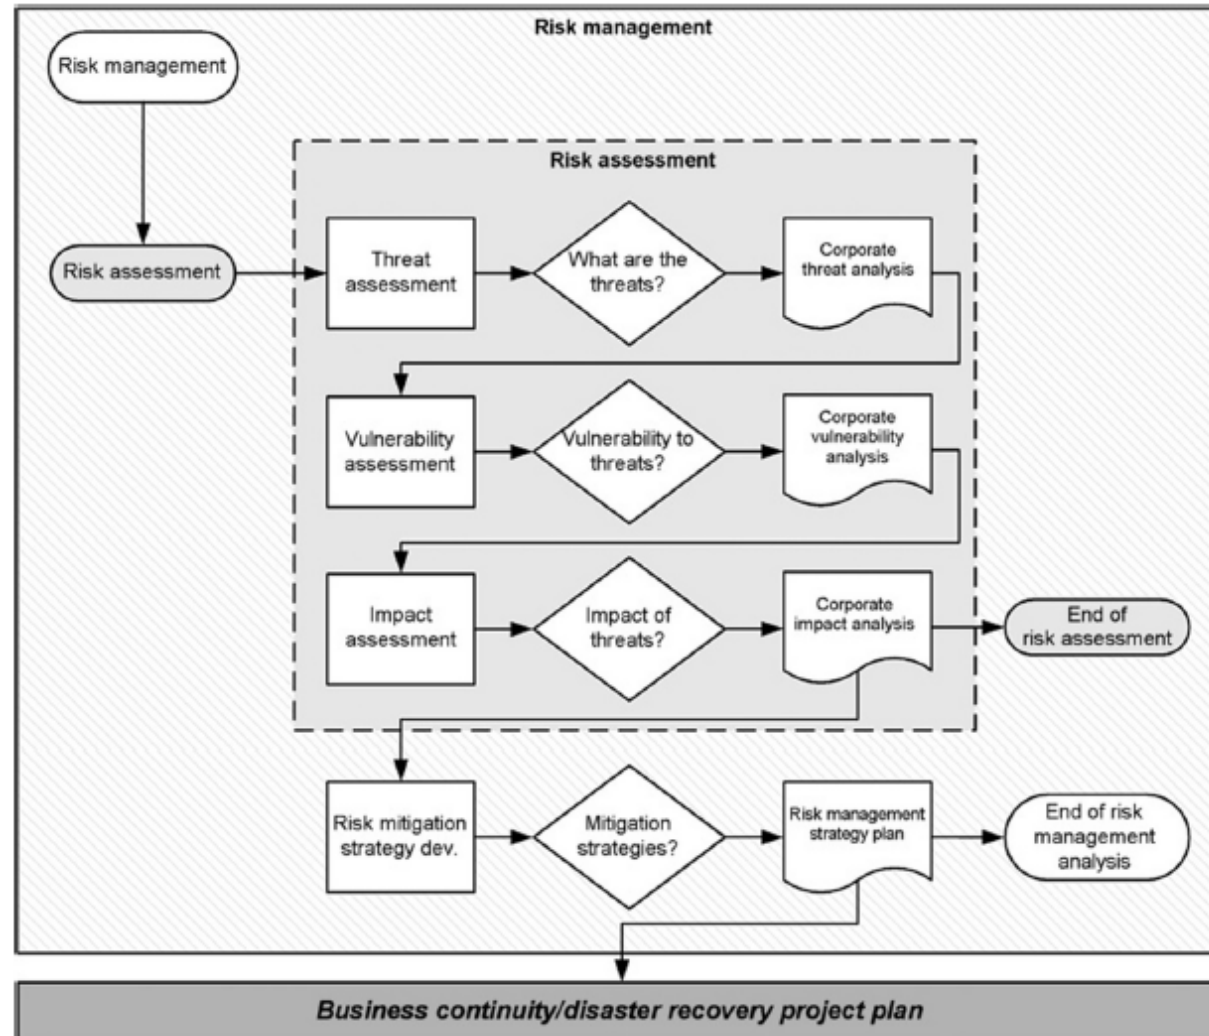 Risk management
Risk management
Risk assessment
Risk assessment
Threat
assessment
What are the
threats?
Corporate
threat analysis
Vulnerability
assessment
Vulnerability to
threats?
Corporate
vulnerability
analysis
Impact
assessment
Impact of
threats?
Corporate
impact analysis
End of
risk assessment
Risk mitigation
strategy dev.
Mitigation
strategies?
Risk management
strategy plan
End of risk
management
analysis
Business continuity/disaster recovery project plan